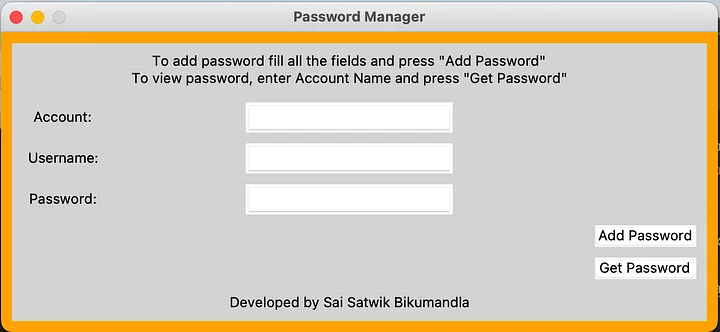 Password Manager
To add password fill all the fields and press "Add Password"
To view password, enter Account Name and press "Get Password"
Account:
Username:
Password:
Add Password
Get Password
Developed by Sai Satwik Bikumandla